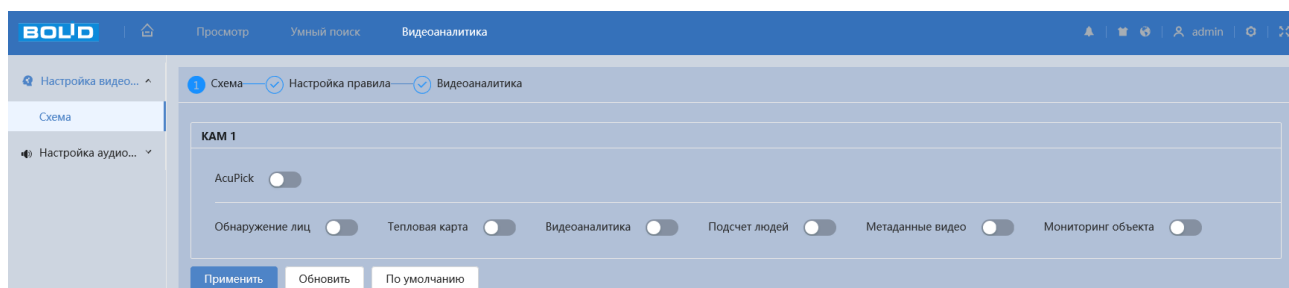 BOLID Просмотр Умный поиск Видеоаналитика admin
Настройка видео...
Схема
Настройка аудио...
1 Схема Настройка правила Видеоаналитика
КАМ 1
AcuPick
Обнаружение лиц Тепловая карта Видеоаналитика Подсчет людей Метаданные видео Мониторинг объекта
Применить Обновить По умолчанию